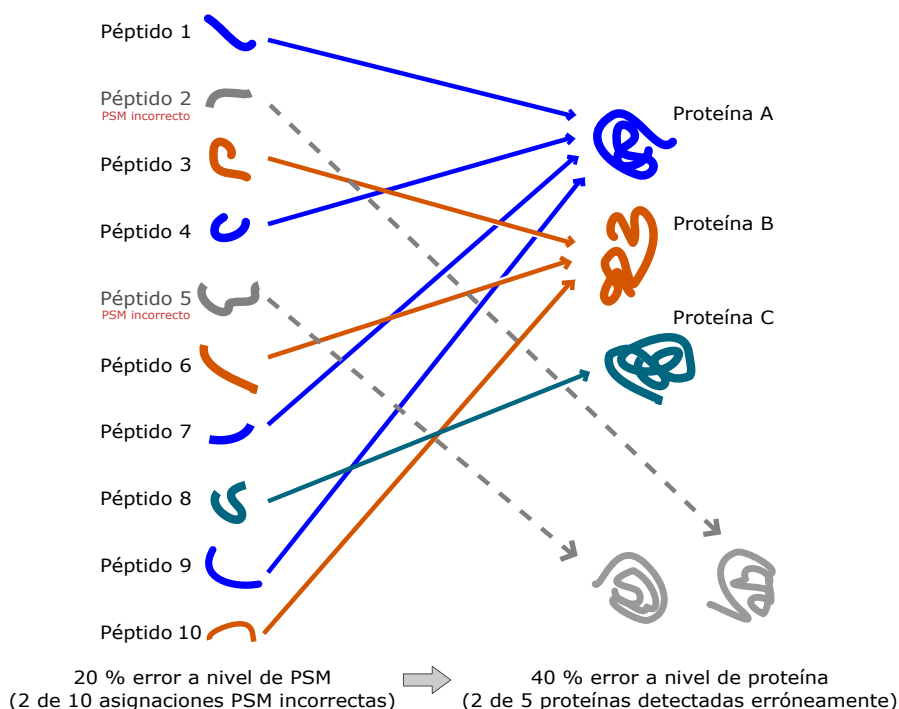 Péptido 1
Péptido 2
PSM incorrecto
Péptido 3
Péptido 4
Péptido 5
PSM incorrecto
Péptido 6
Péptido 7
Péptido 8
Péptido 9
Péptido 10
Proteína A
Proteína B
Proteína C
20 % error a nivel de PSM
(2 de 10 asignaciones PSM incorrectas)
40 % error a nivel de proteína
(2 de 5 proteínas detectadas erróneamente)